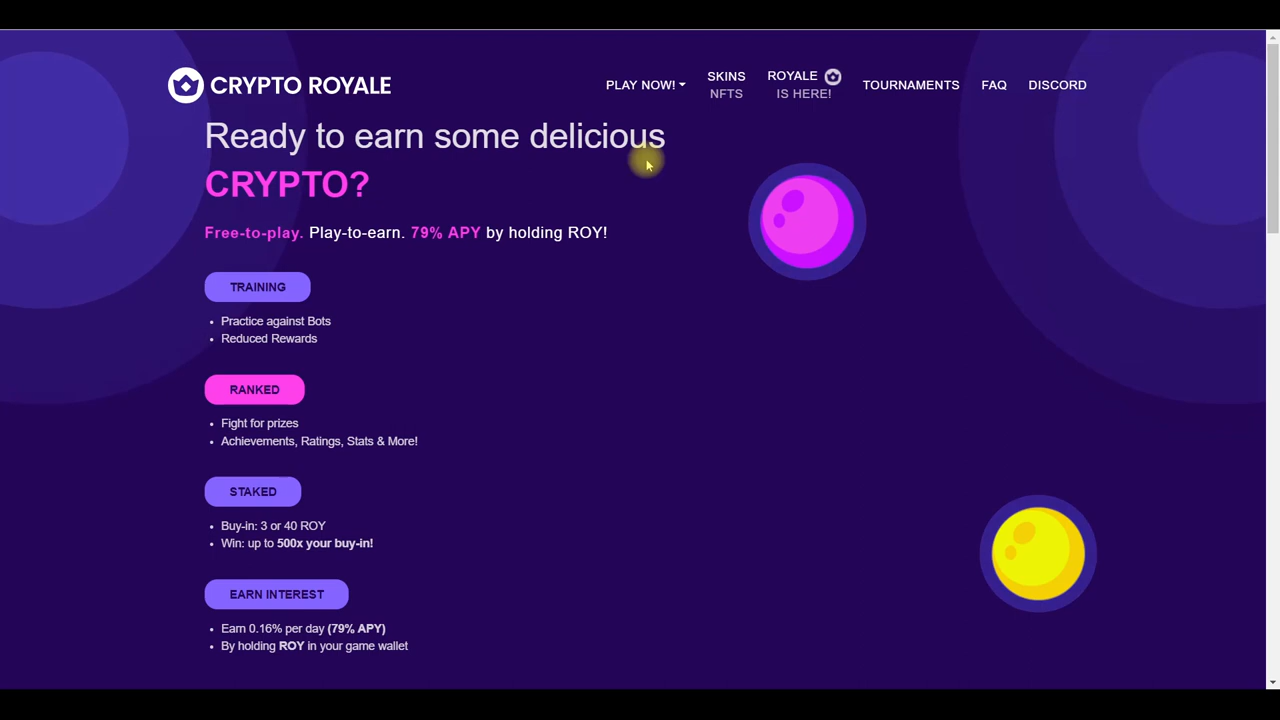 CRYPTO ROYALE
PLAY NOW!
SKINS
NFTS
ROYALE
IS HERE!
TOURNAMENTS
FAQ
DISCORD
Ready to earn some delicious
CRYPTO?
Free-to-play. Play-to-earn. 79% APY by holding ROY!
TRAINING
• Practice against Bots
• Reduced Rewards
RANKED
• Fight for prizes
• Achievements, Ratings, Stats & More!
STAKED
• Buy-in: 3 or 40 ROY
• Win: up to 500x your buy-in!
EARN INTEREST
• Earn 0.16% per day (79% APY)
• By holding ROY in your game wallet